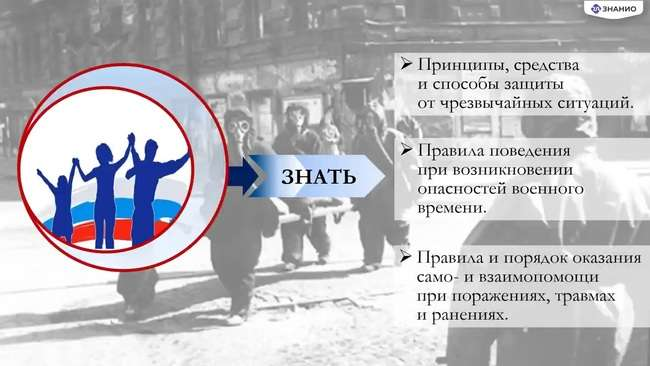 ЗНАНИО
Принципы, средства
и способы защиты
от чрезвычайных ситуаций.
ЗНАТЬ
Правила поведения
при возникновении
опасностей военного
времени.
Правила и порядок оказания
само- и взаимопомощи
при поражениях, травмах
и ранениях.